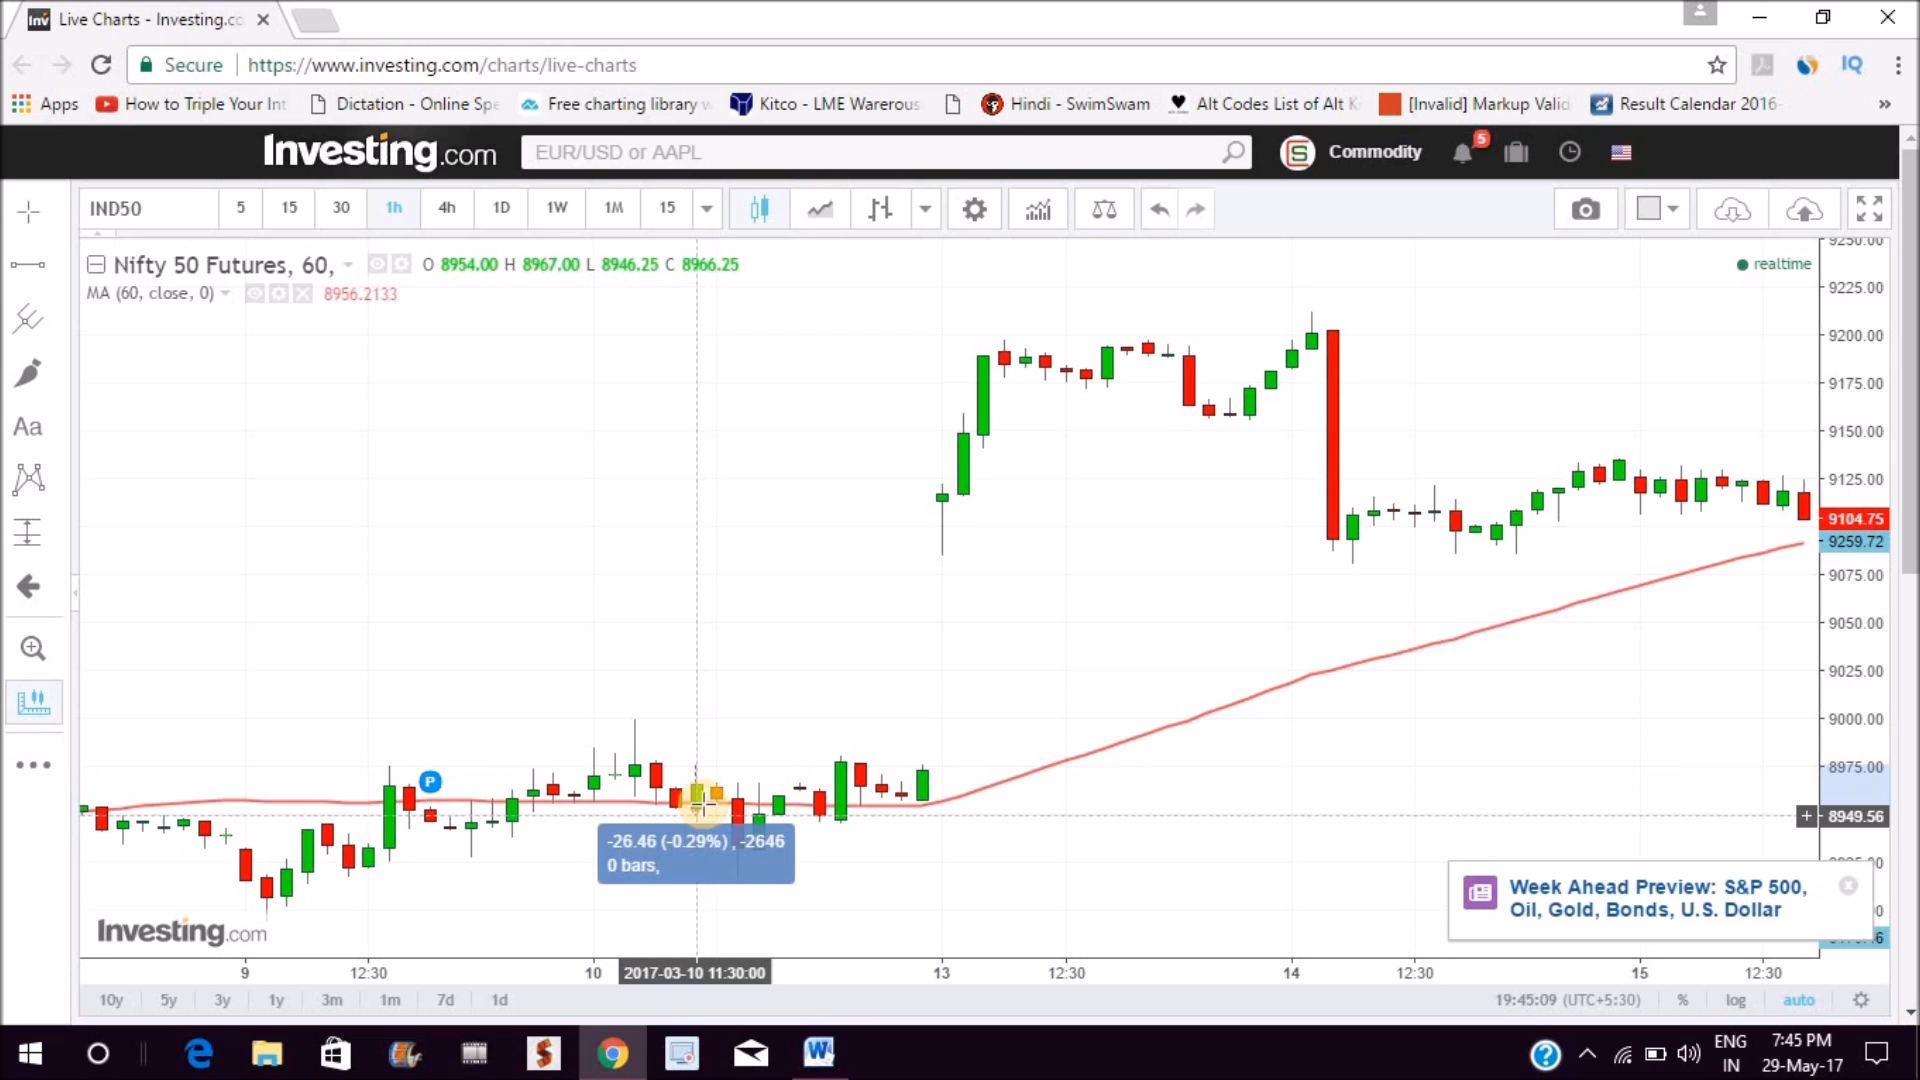 Live Charts - Investing.co
Secure https://www.investing.com/charts/live-charts
IQ
Apps How to Triple Your Int Dictation - Online Spe Free charting library w Kitco - LME Warerous Hindi - SwimSwam Alt Codes List of Alt K [Invalid] Markup Valid Result Calendar 2016- »
Investing.com EUR/USD or AAPL Commodity 5
IND50 5 15 30 1h 4h 1D 1W 1M 15
Nifty 50 Futures, 60, O 8954.00 H 8967.00 L 8946.25 C 8966.25 realtime
MA (60, close, 0) 8956.2133
Aa
P
9250.00
9225.00
9200.00
9175.00
9150.00
9125.00
9104.75
9259.72
9075.00
9050.00
9025.00
9000.00
8975.00
8949.56
-26.46 (-0.29%) , -2646
0 bars,
Week Ahead Preview: S&P 500,
Oil, Gold, Bonds, U.S. Dollar
Investing.com
9 12:30 10 2017-03-10 11:30:00 13 12:30 14 12:30 15 12:30
10y 5y 3y 1y 3m 1m 7d 1d 19:45:09 (UTC+5:30) % log auto
ENG
IN
7:45 PM
29-May-17